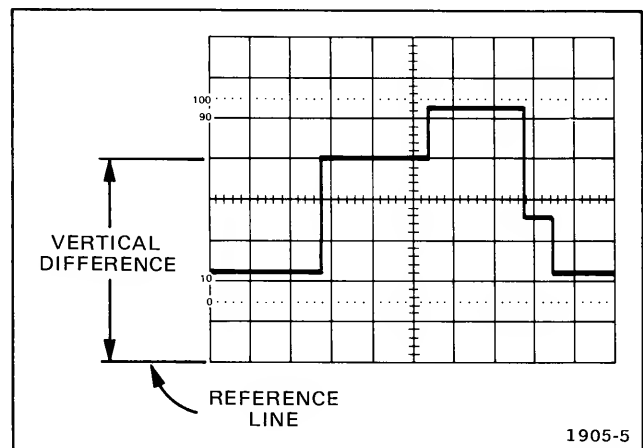 100
90
10
0
VERTICAL
DIFFERENCE
REFERENCE
LINE
1905-5